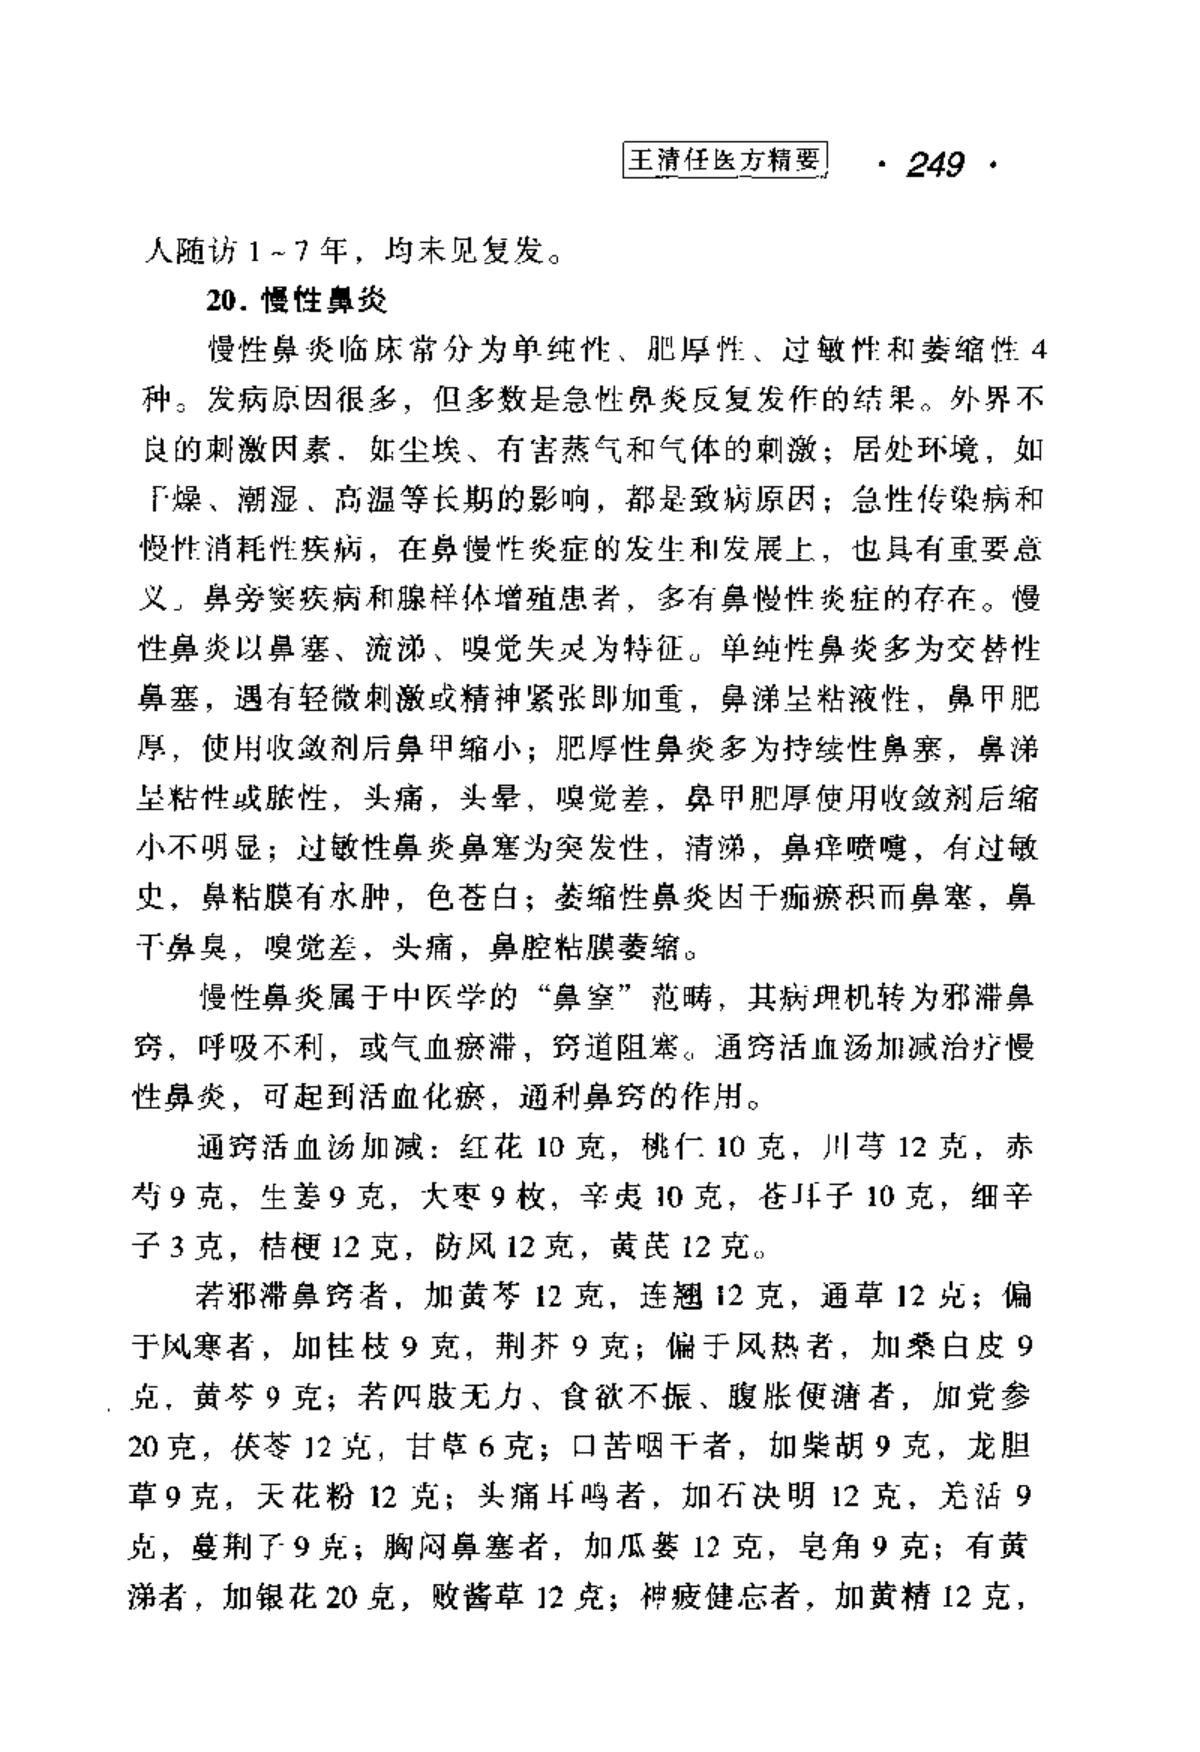 王清任医方精要 · 249 ·
人随访 1~7 年，均未见复发。
20. 慢性鼻炎
慢性鼻炎临床常分为单纯性、肥厚性、过敏性和萎缩性 4
种。发病原因很多，但多数是急性鼻炎反复发作的结果。外界不
良的刺激因素，如尘埃、有害蒸气和气体的刺激；居处环境，如
干燥、潮湿、高温等长期的影响，都是致病原因；急性传染病和
慢性消耗性疾病，在鼻慢性炎症的发生和发展上，也具有重要意
义。鼻旁窦疾病和腺样体增殖患者，多有鼻慢性炎症的存在。慢
性鼻炎以鼻塞、流涕、嗅觉失灵为特征。单纯性鼻炎多为交替性
鼻塞，遇有轻微刺激或精神紧张即加重，鼻涕呈粘液性，鼻甲肥
厚，使用收敛剂后鼻甲缩小；肥厚性鼻炎多为持续性鼻塞，鼻涕
呈粘性或脓性，头痛，头晕，嗅觉差，鼻甲肥厚使用收敛剂后缩
小不明显；过敏性鼻炎鼻塞为突发性，清涕，鼻痒喷嚏，有过敏
史，鼻粘膜有水肿，色苍白；萎缩性鼻炎因于痂瘀积而鼻塞，鼻
干鼻臭，嗅觉差，头痛，鼻腔粘膜萎缩。
慢性鼻炎属于中医学的“鼻窒”范畴，其病理机转为邪滞鼻
窍，呼吸不利，或气血瘀滞，窍道阻塞。通窍活血汤加减治疗慢
性鼻炎，可起到活血化瘀，通利鼻窍的作用。
通窍活血汤加减：红花 10 克，桃仁 10 克，川芎 12 克，赤
芍 9 克，生姜 9 克，大枣 9 枚，辛夷 10 克，苍耳子 10 克，细辛
子 3 克，桔梗 12 克，防风 12 克，黄芪 12 克。
若邪滞鼻窍者，加黄芩 12 克，连翘 12 克，通草 12 克；偏
于风寒者，加桂枝 9 克，荆芥 9 克；偏于风热者，加桑白皮 9
克，黄芩 9 克；若四肢无力、食欲不振、腹胀便溏者，加党参
20 克，茯苓 12 克，甘草 6 克；口苦咽干者，加柴胡 9 克，龙胆
草 9 克，天花粉 12 克；头痛耳鸣者，加石决明 12 克，羌活 9
克，蔓荆子 9 克；胸闷鼻塞者，加瓜蒌 12 克，皂角 9 克；有黄
涕者，加银花 20 克，败酱草 12 克；神疲健忘者，加黄精 12 克，